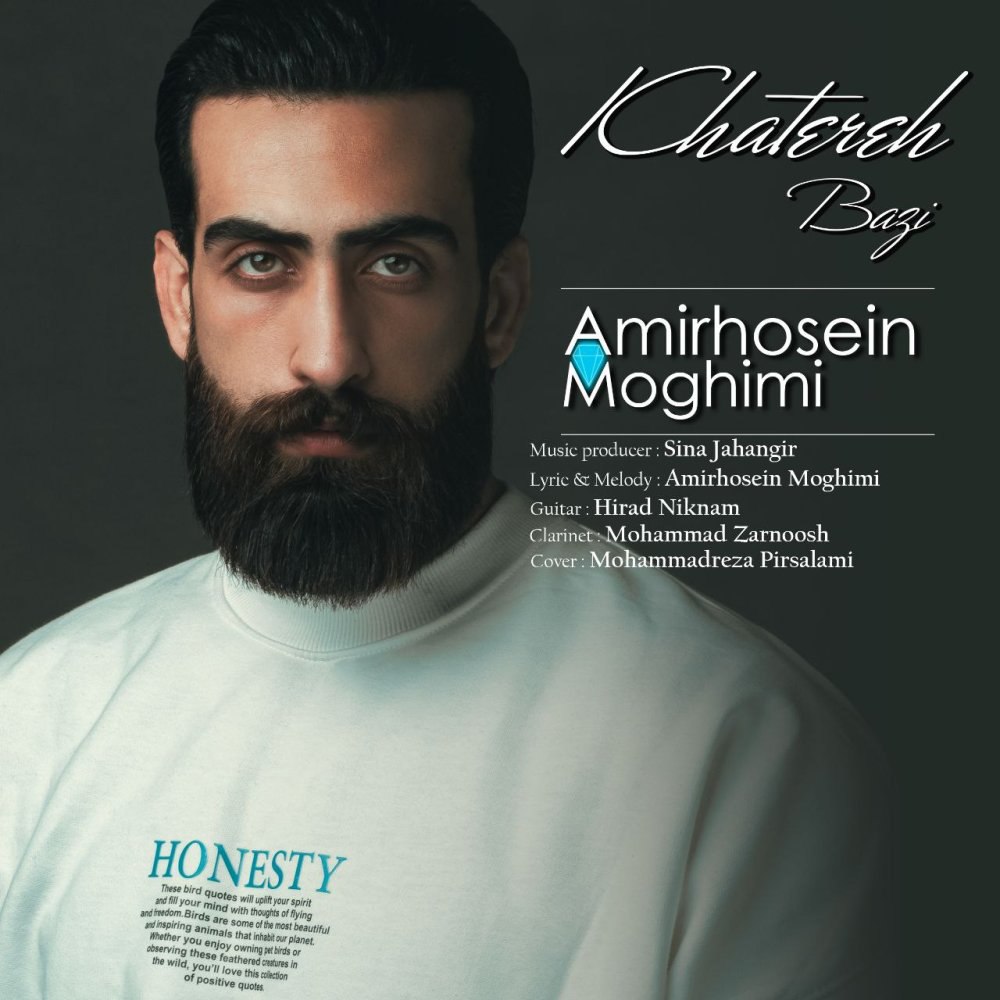 Khatereh
Bazi
Amirhosein
Moghimi
Music producer : Sina Jahangir
Lyric & Melody : Amirhosein Moghimi
Guitar : Hirad Niknam
Clarinet : Mohammad Zarnoosh
Cover : Mohammadreza Pirsalami
HONESTY
These bird quotes will uplift your spirit
and fill your mind with thoughts of flying
and freedom.Birds are some of the most beautiful
and inspiring animals that inhabit our planet.
Whether you enjoy owning pet birds or
observing these feathered creatures in
the wild, you'll love this collection
of positive quotes.